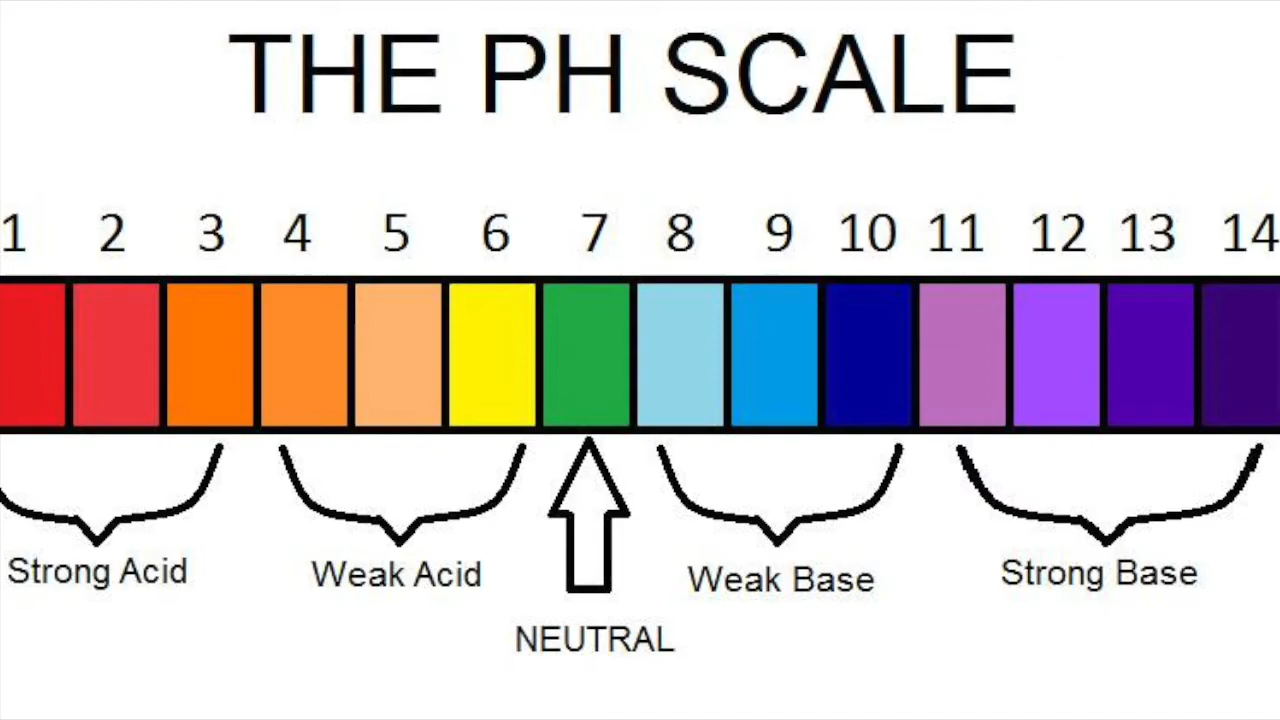 THE PH SCALE
1 2 3 4 5 6 7 8 9 10 11 12 13 14
Strong Acid Weak Acid Weak Base Strong Base
NEUTRAL